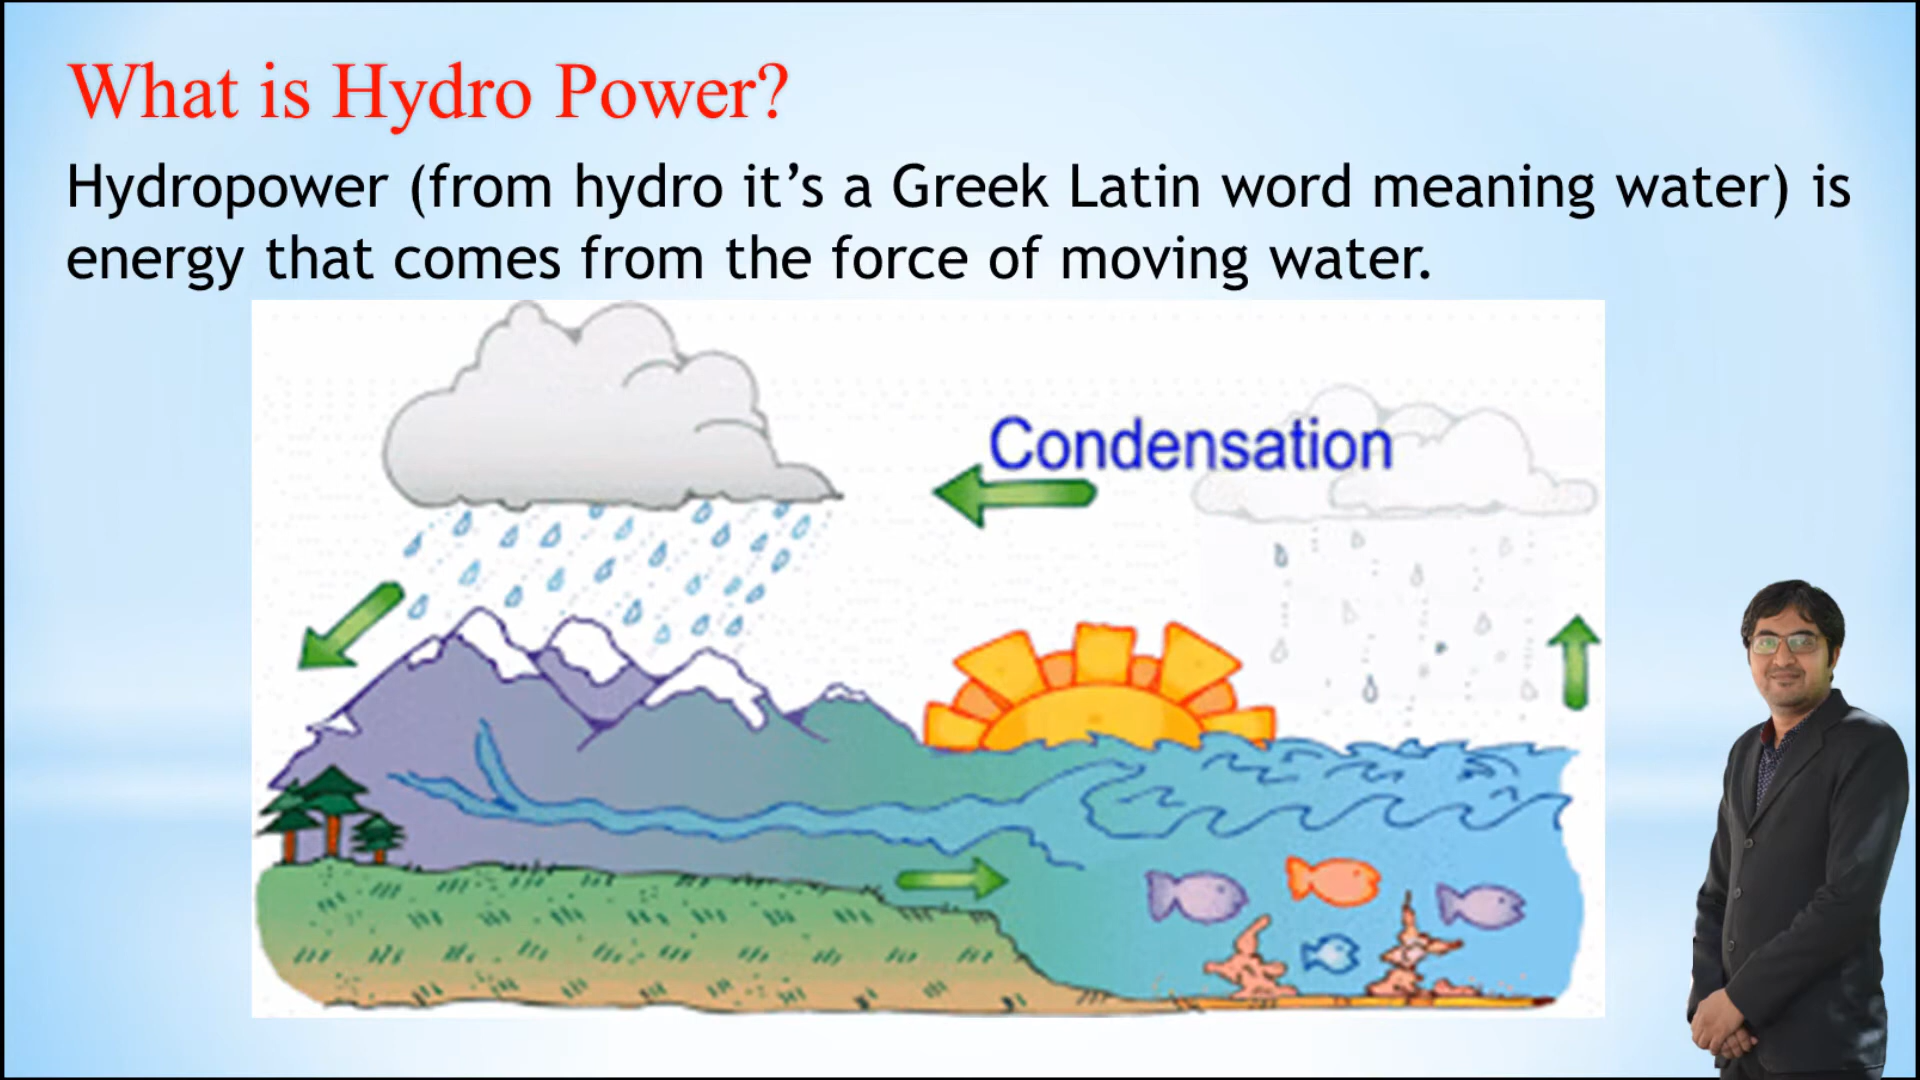 What is Hydro Power?
Hydropower (from hydro it’s a Greek Latin word meaning water) is
energy that comes from the force of moving water.
Condensation